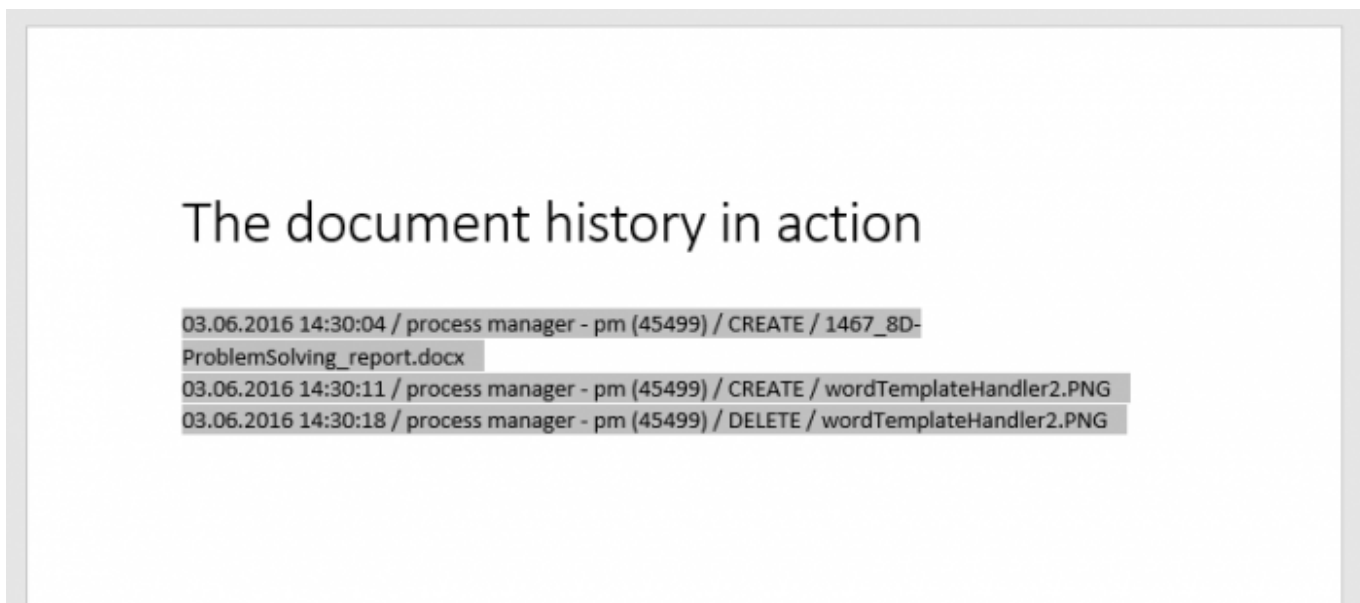 The document history in action
03.06.2016 14:30:04 / process manager - pm (45499) / CREATE / 1467_8D-
ProblemSolving_report.docx
03.06.2016 14:30:11 / process manager - pm (45499) / CREATE / wordTemplateHandler2.PNG
03.06.2016 14:30:18 / process manager - pm (45499) / DELETE / wordTemplateHandler2.PNG